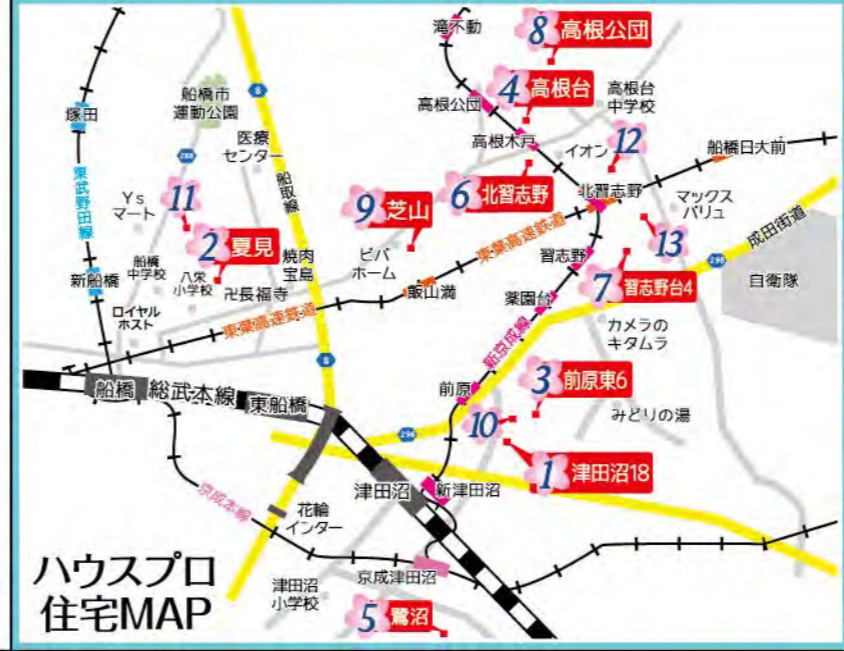 滝不動
8 高根公団
船橋市
運動公園
8
4 高根台
高根台
中学校
高根公団
塚田
医療
センター
高根木戸
イオン
12
船橋日大前
288
船取線
東武野田線
Ys
マート
11
9 芝山
6 北習志野
北習志野
マックス
バリュ
2 夏見
焼肉
宝島
ビバ
ホーム
東葉高速鉄道
習志野
13
成田街道
296
船橋
中学校
八栄
小学校
卍長福寺
新船橋
飯山満
薬園台
7 習志野台4
自衛隊
ロイヤル
ホスト
東葉高速鉄道
新京成線
カメラの
キタムラ
8
船橋
総武本線
東船橋
前原
3 前原東6
みどりの湯
296
10
1 津田沼18
津田沼
新津田沼
京成本線
花輪
インター
京成津田沼
津田沼
小学校
5 鷺沼
ハウスプロ
住宅MAP